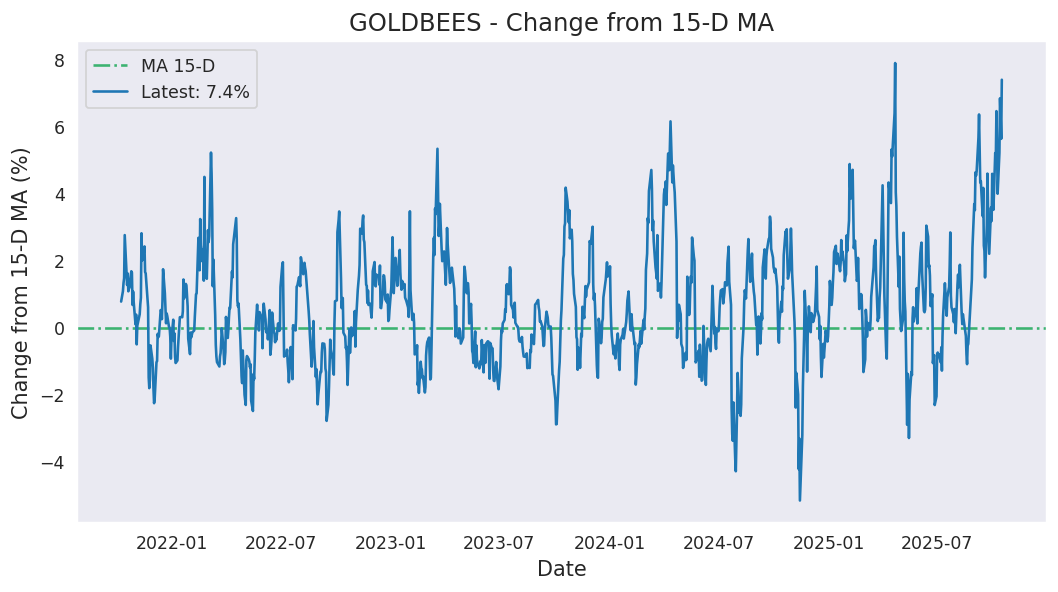 GOLDBEES - Change from 15-D MA
MA 15-D
Latest: 7.4%
Change from 15-D MA (%)
8
6
4
2
0
−2
−4
2022-01 2022-07 2023-01 2023-07 2024-01 2024-07 2025-01 2025-07
Date